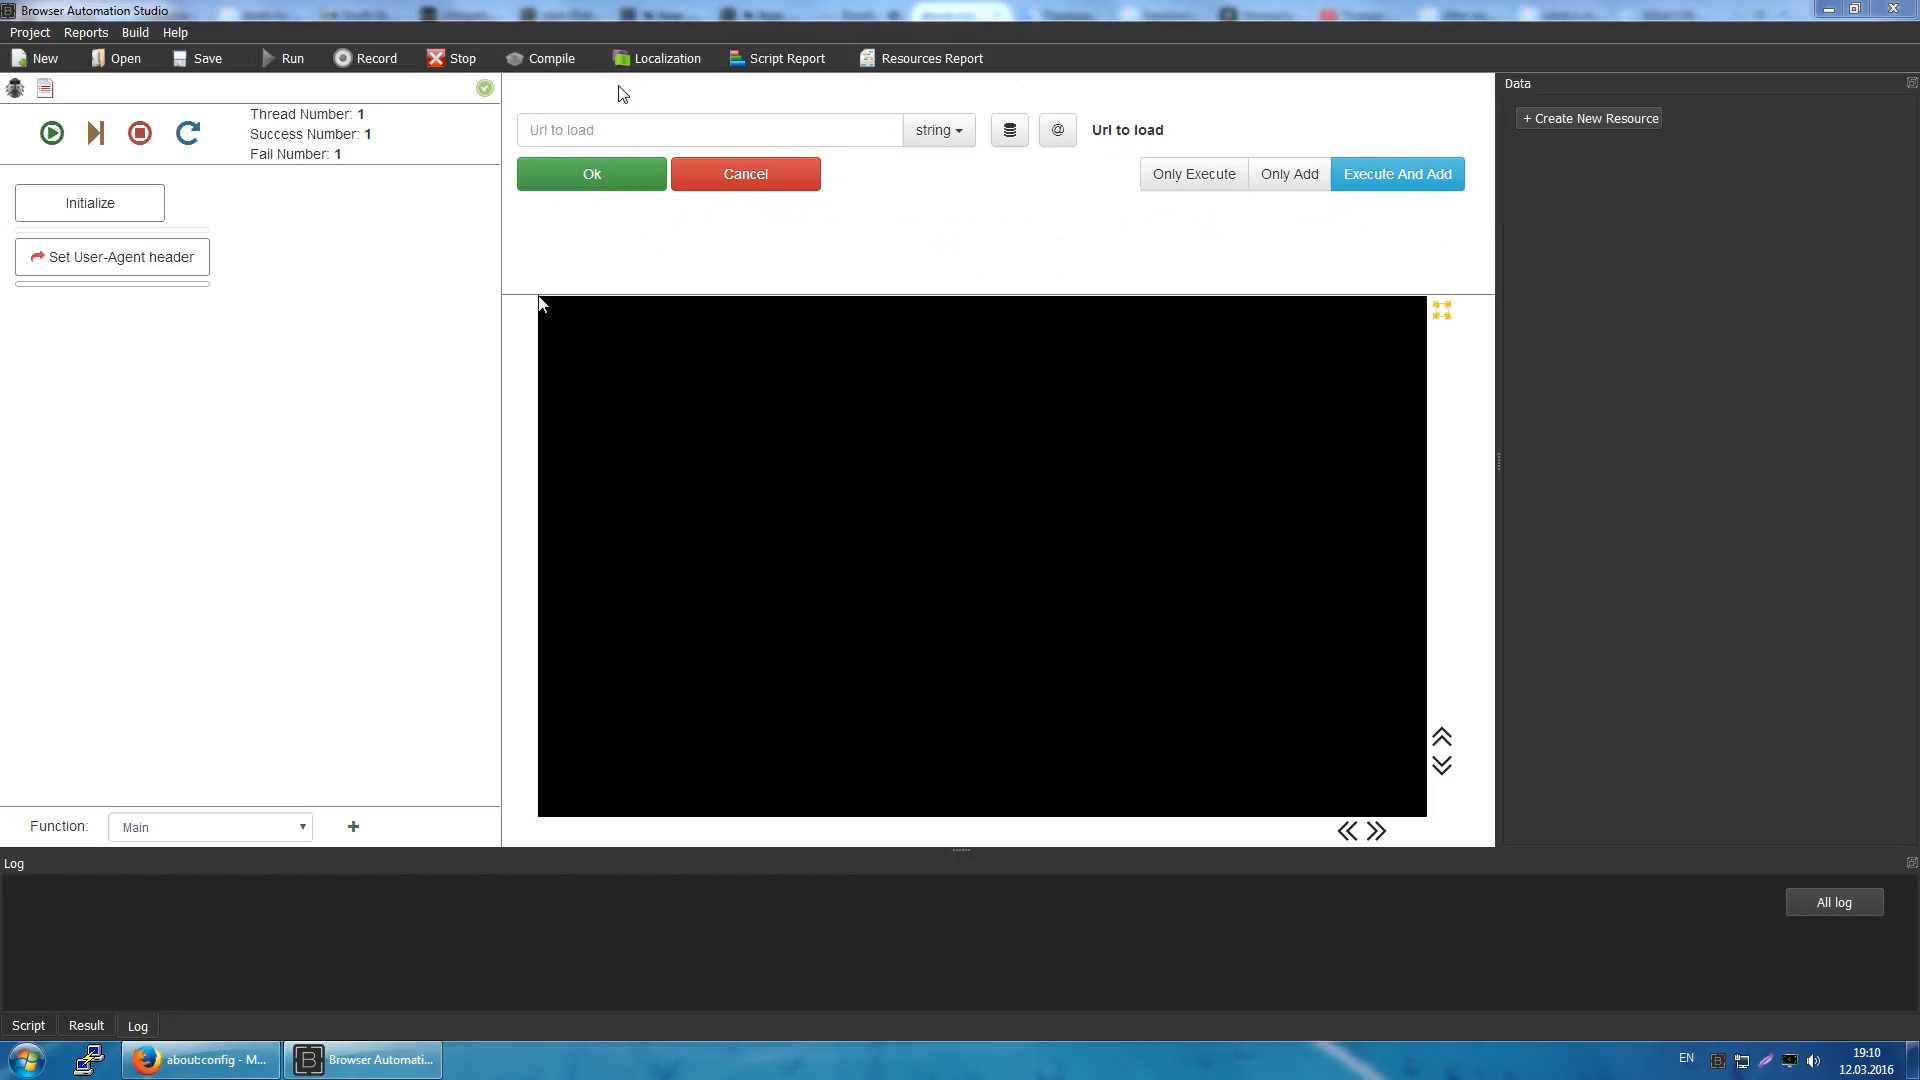 Browser Automation Studio
Project Reports Build Help
New Open Save Run Record Stop Compile Localization Script Report Resources Report
Thread Number: 1
Success Number: 1
Fail Number: 1
Initialize
Set User-Agent header
Url to load string @ Url to load
Ok Cancel Only Execute Only Add Execute And Add
Data
+ Create New Resource
Function: Main
Log
All log
Script Result Log
about:config - M... Browser Automati... EN 19:10
12.03.2016